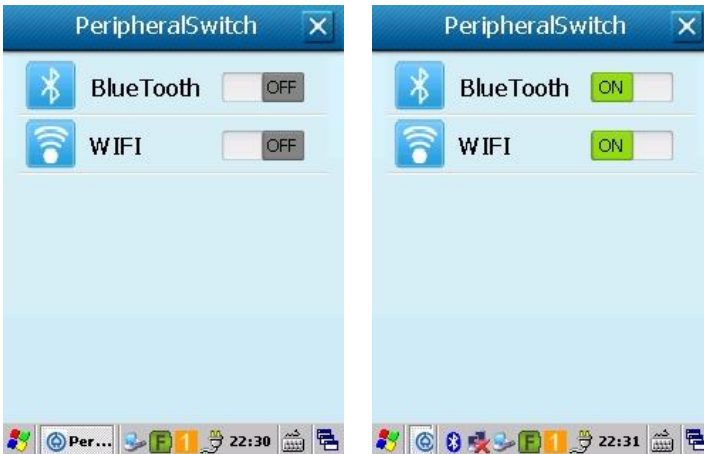 PeripheralSwitch
BlueTooth OFF
WIFI OFF
Per... F 1 22:30
PeripheralSwitch
BlueTooth ON
WIFI ON
F 1 22:31